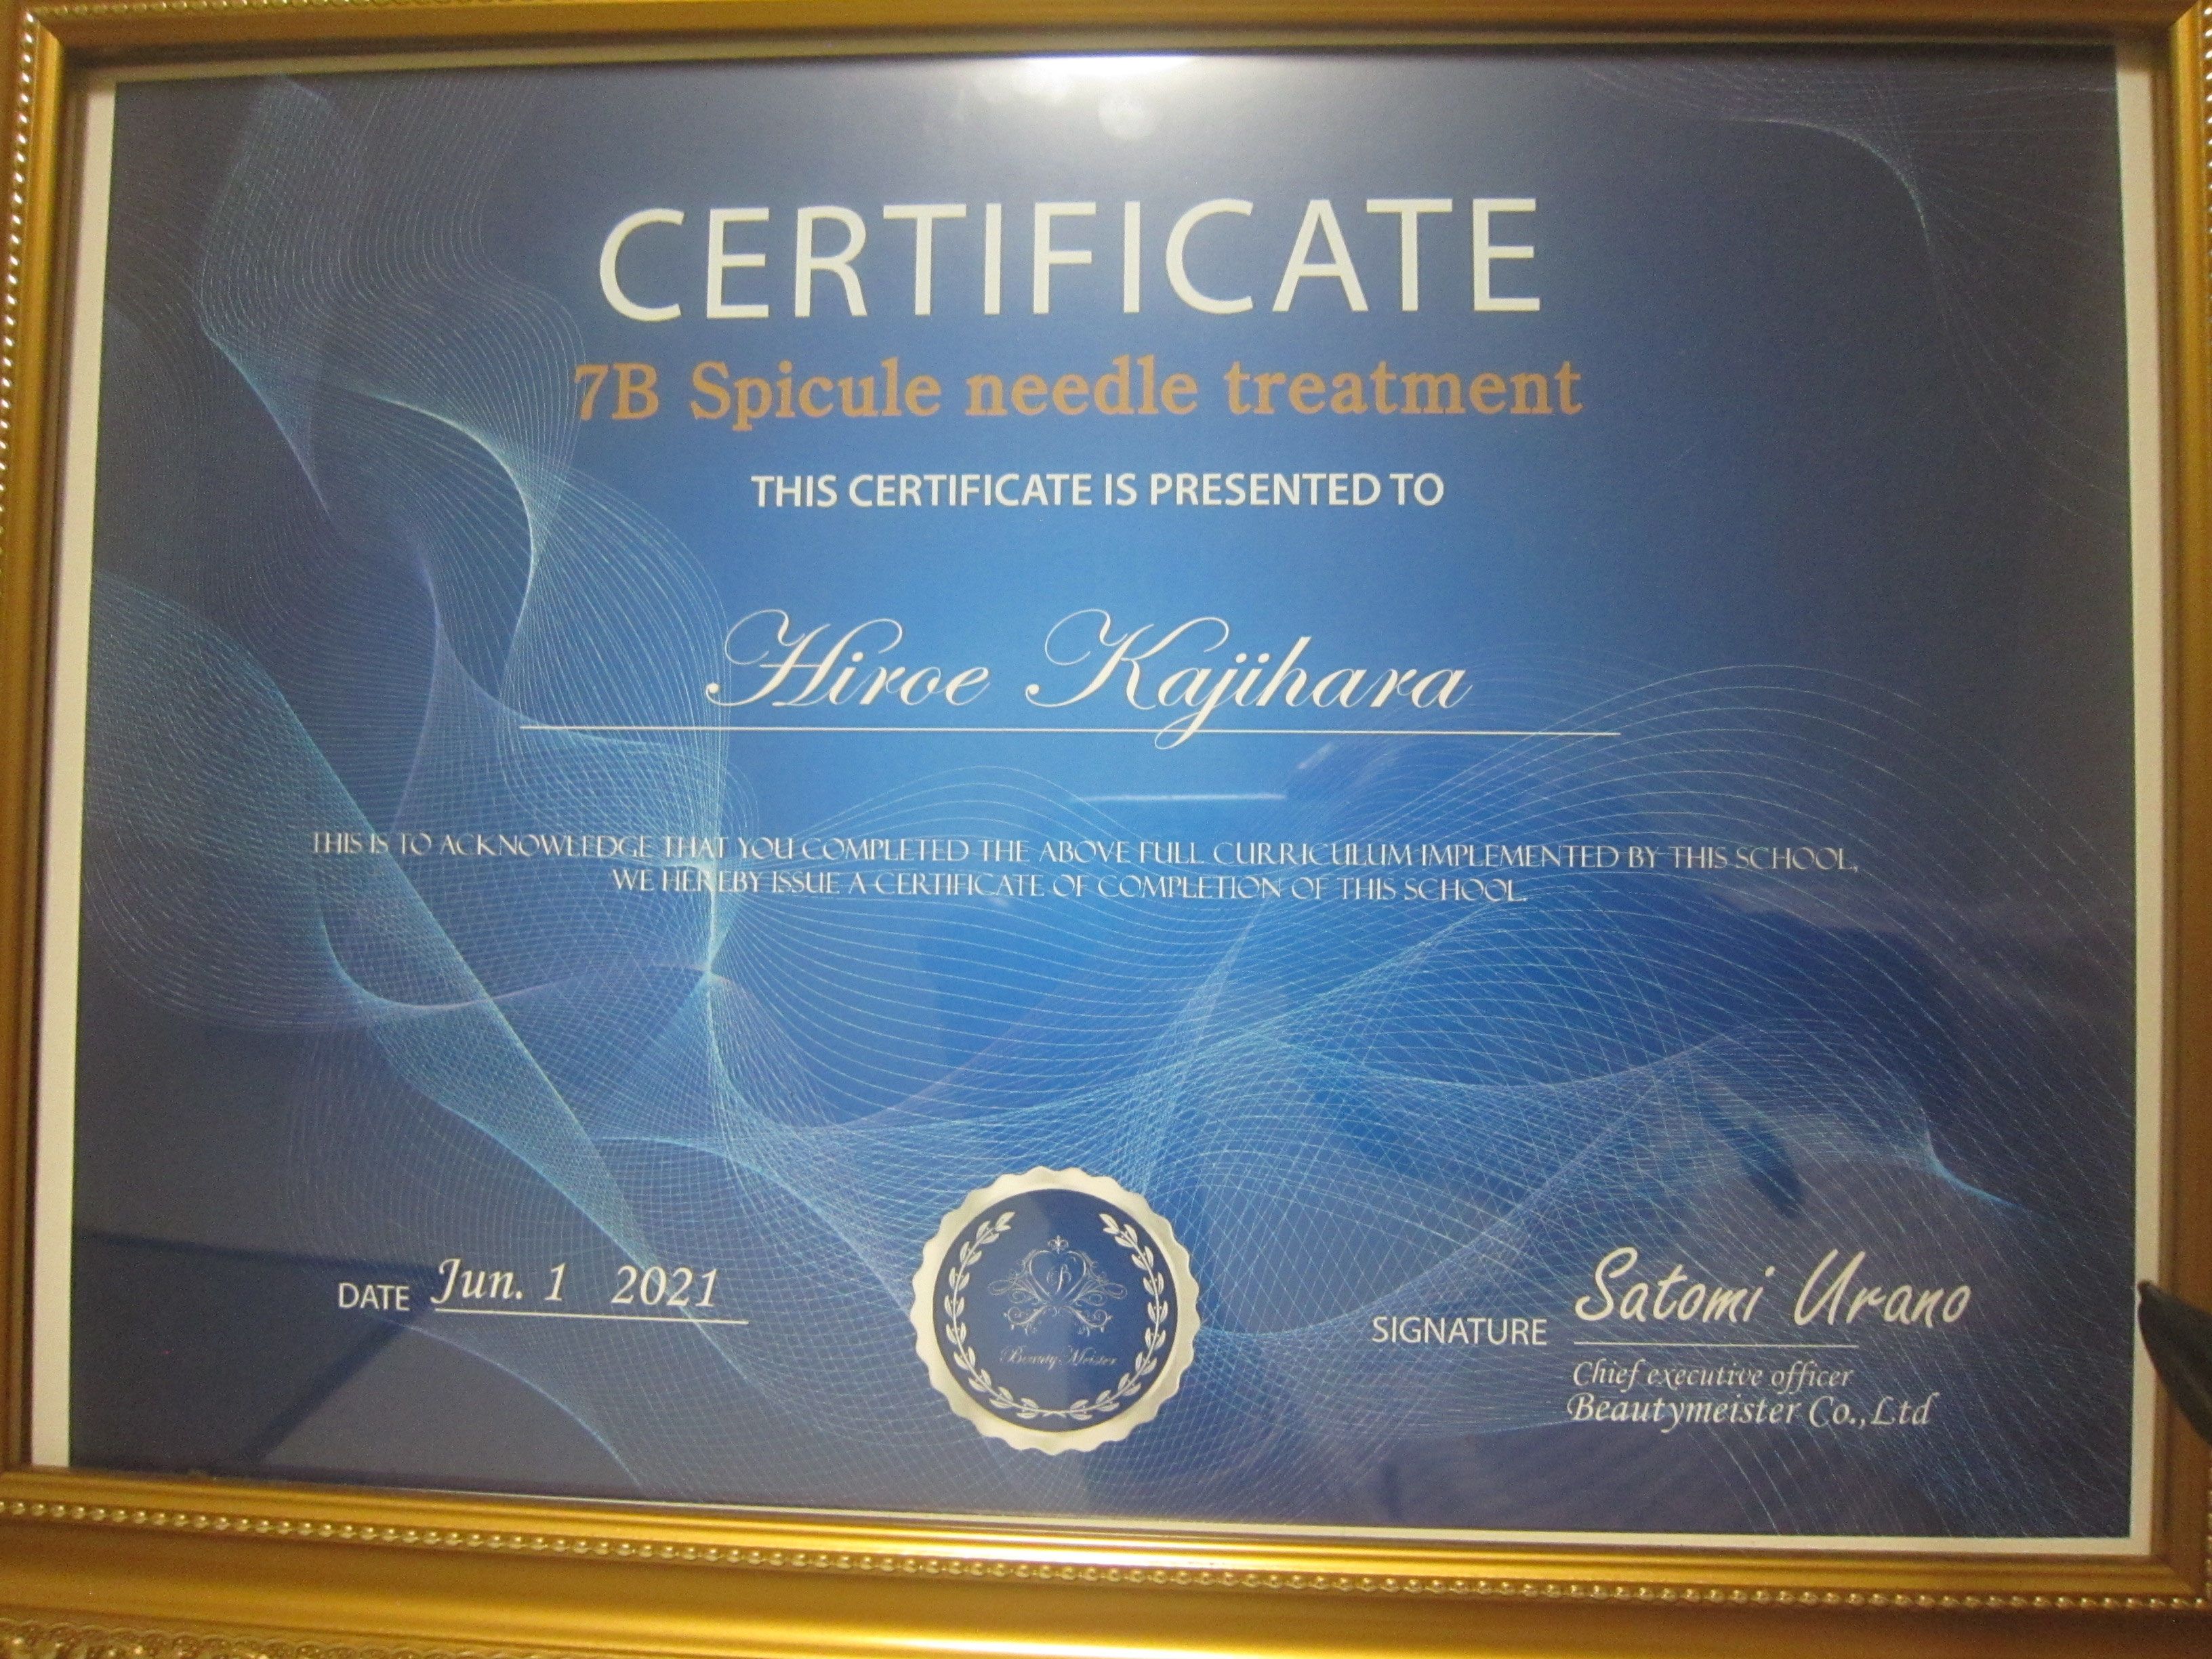 CERTIFICATE
7B Spicule needle treatment
THIS CERTIFICATE IS PRESENTED TO
Hiroe Kajihara
THIS IS TO ACKNOWLEDGE THAT YOU COMPLETED THE ABOVE FULL CURRICULUM IMPLEMENTED BY THIS SCHOOL,
WE HEREBY ISSUE A CERTIFICATE OF COMPLETION OF THIS SCHOOL.
DATE Jun. 1 2021
Beauty Meister
SIGNATURE Satomi Urano
Chief executive officer
Beautymeister Co.,Ltd